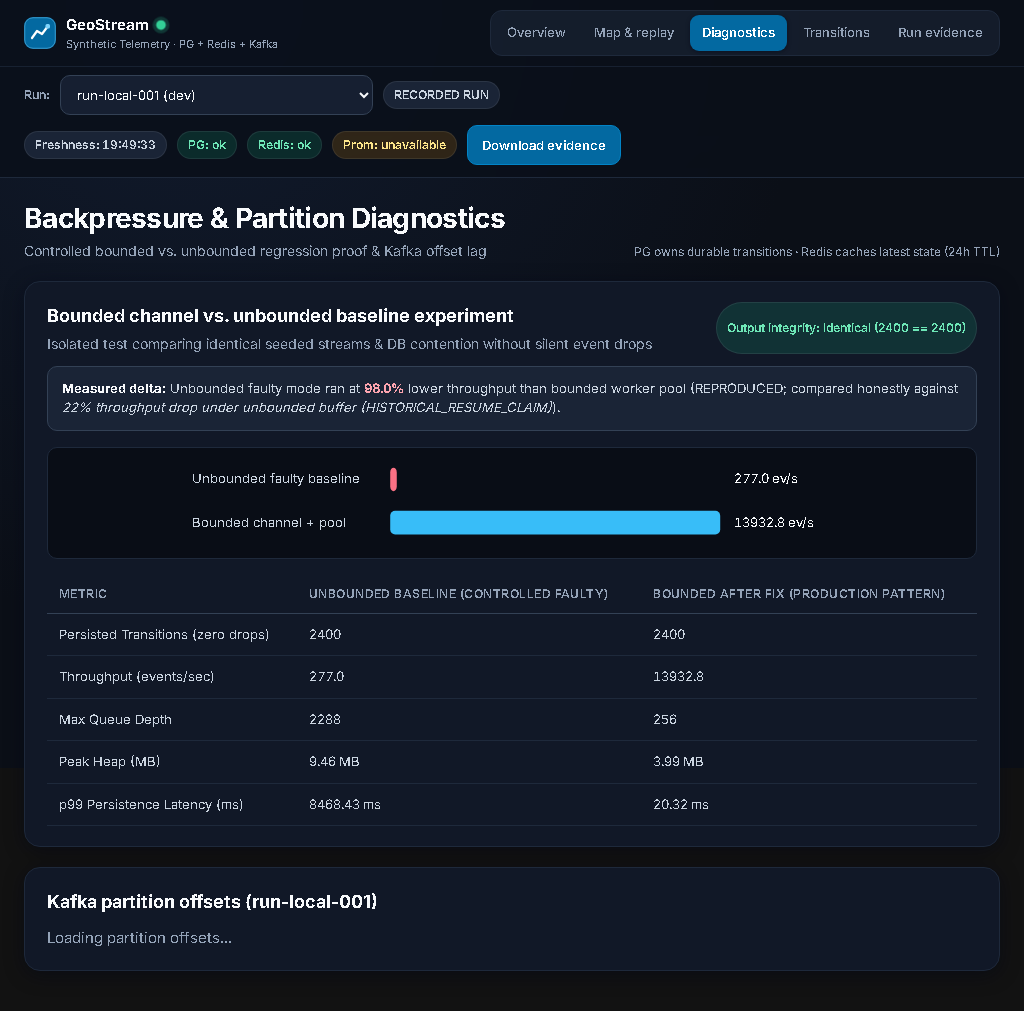 GeoStream
Synthetic Telemetry · PG + Redis + Kafka
Overview
Map & replay
Diagnostics
Transitions
Run evidence
Run:
run-local-001 (dev)
RECORDED RUN
Freshness: 19:49:33
PG: ok
Redis: ok
Prom: unavailable
Download evidence
Backpressure & Partition Diagnostics
Controlled bounded vs. unbounded regression proof & Kafka offset lag
PG owns durable transitions · Redis caches latest state (24h TTL)
Bounded channel vs. unbounded baseline experiment
Isolated test comparing identical seeded streams & DB contention without silent event drops
Output integrity: Identical (2400 == 2400)
Measured delta: Unbounded faulty mode ran at 98.0% lower throughput than bounded worker pool (REPRODUCED; compared honestly against
22% throughput drop under unbounded buffer (HISTORICAL_RESUME_CLAIM)).
Unbounded faulty baseline 277.0 ev/s
Bounded channel + pool 13932.8 ev/s
METRIC UNBOUNDED BASELINE (CONTROLLED FAULTY) BOUNDED AFTER FIX (PRODUCTION PATTERN)
Persisted Transitions (zero drops) 2400 2400
Throughput (events/sec) 277.0 13932.8
Max Queue Depth 2288 256
Peak Heap (MB) 9.46 MB 3.99 MB
p99 Persistence Latency (ms) 8468.43 ms 20.32 ms
Kafka partition offsets (run-local-001)
Loading partition offsets...